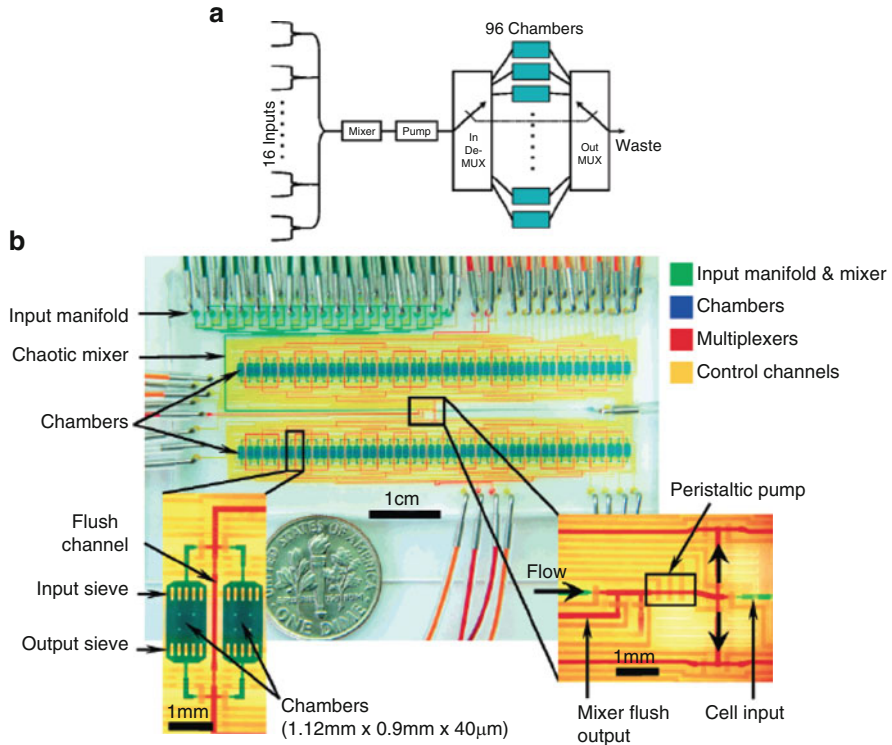 a
96 Chambers
16 Inputs
Mixer
Pump
In
De-
MUX
Out
MUX
Waste
b
Input manifold
Chaotic mixer
Chambers
Input manifold & mixer
Chambers
Multiplexers
Control channels
1cm
Peristaltic pump
Flush
channel
Input sieve
Output sieve
Flow
ONE DIME
1mm
1mm
Chambers
(1.12mm x 0.9mm x 40μm)
Mixer flush
output
Cell input